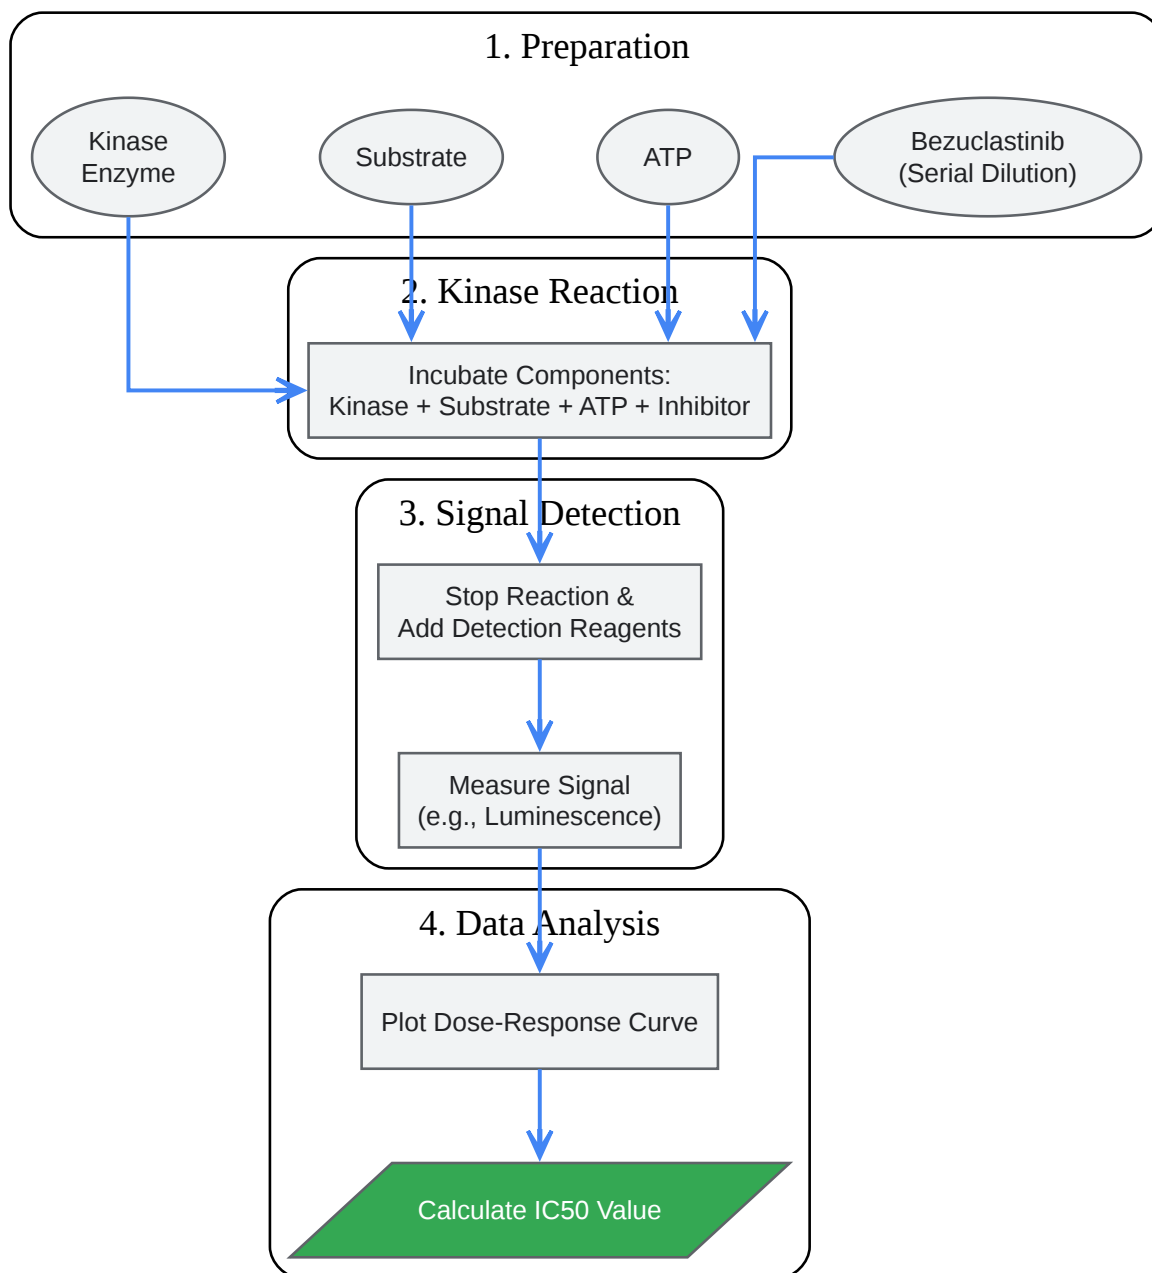 1. Preparation
Kinase
Enzyme
Substrate
ATP
Bezuclastinib
(Serial Dilution)
2. Kinase Reaction
Incubate Components:
Kinase + Substrate + ATP + Inhibitor
3. Signal Detection
Stop Reaction &
Add Detection Reagents
Measure Signal
(e.g., Luminescence)
4. Data Analysis
Plot Dose-Response Curve
Calculate IC50 Value